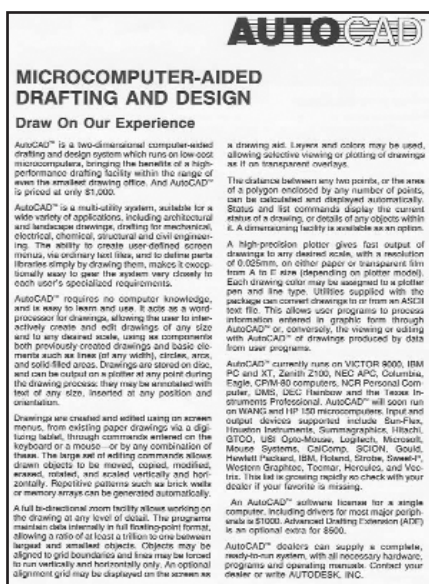 AUTOCAD™
MICROCOMPUTER-AIDED
DRAFTING AND DESIGN
Draw On Our Experience
AutoCAD™ is a two-dimensional computer-aided
drafting and design system which runs on low-cost
microcomputers, bringing the benefits of a high-
performance drafting facility within the range of
even the smallest drawing office. And AutoCAD™
is priced at only $1,000.
AutoCAD™ is a multi-utility system, suitable for a
wide variety of applications, including architectural
and landscape drawings, drafting for mechanical,
electrical, chemical, structural and civil engineer-
ing. The ability to create user-defined screen
menus, via ordinary text files, and to define parts
libraries simply by drawing them, makes it excep-
tionally easy to gear the system very closely to
each user's specialized requirements.
AutoCAD™ requires no computer knowledge,
and is easy to learn and use. It acts as a word-
processor for drawings, allowing the user to inter-
actively create and edit drawings of any size
and to any desired scale, using as components
both previously created drawings and basic ele-
ments such as lines (of any width), circles, arcs,
and solid filled areas. Drawings are stored on disc,
and can be output on a plotter at any point during
the drawing process: they may be annotated with
text of any size, inserted at any position and
orientation.
Drawings are created and edited using on screen
menus, from existing paper drawings via a digi-
tizing tablet, through commands entered on the
keyboard or a mouse—or by any combination of
these. The large set of editing commands allows
drawn objects to be moved, copied, modified,
erased, rotated, and scaled vertically and hori-
zontally. Repetitive patterns such as brick walls
or memory arrays can be generated automatically.
A full bi-directional zoom facility allows working on
the drawing at any level of detail. The programs
maintain data internally in full floating-point format,
allowing a ratio of at least a trillion to one between
largest and smallest objects. Objects may be
aligned to grid boundaries and lines may be forced
to run vertically and horizontally only. An optional
alignment grid may be displayed on the screen as
a drawing aid. Layers and colors may be used,
allowing selective viewing or plotting of drawings
as if on transparent overlays.
The distance between any two points, or the area
of a polygon enclosed by any number of points,
can be calculated and displayed automatically.
Status and list commands display the current
status of a drawing, or details of any objects within
it. A dimensioning facility is available as an option.
A high-precision plotter gives fast output of
drawings to any desired scale, with a resolution
of 0.025mm, on either paper or transparent film
from A to E size (depending on plotter model).
Each drawing color may be assigned to a plotter
pen and line type. Utilities supplied with the
package can convert drawings to or from an ASCII
text file. This allows user programs to process
information entered in graphic form through
AutoCAD™ or, conversely, the viewing or editing
with AutoCAD™ of drawings produced by data
from user programs.
AutoCAD™ currently runs on VICTOR 9000, IBM
PC and XT, Zenith Z100, NEC APC, Columbia,
Eagle, CP/M-80 computers, NCR Personal Com-
puter, UMS, DEC Rainbow and the Texas In-
struments Professional. AutoCAD™ will soon run
on WANG and HP 150 microcomputers. Input and
output devices supported include Sun-Flex,
Houston Instruments, Summagraphics, Hitachi,
GTCO, USI Opto-Mouse, Logitech, Microsoft,
Mouse Systems, CalComp, SCION, Gould,
Hewlett Packard, IBM, Roland, Strobe, Sweet-P,
Western Graphtec, Tecmar, Hercules, and Vec-
trix. This list is growing rapidly so check with your
dealer if your favorite is missing.
An AutoCAD™ software license for a single
computer, including drivers for most major periph-
erals is $1000. Advanced Drafting Extension (ADE)
is an optional extra for $500.
AutoCAD™ dealers can supply a complete,
ready-to-run system, with all necessary hardware,
programs and operating manuals. Contact your
dealer or write AUTODESK, INC.